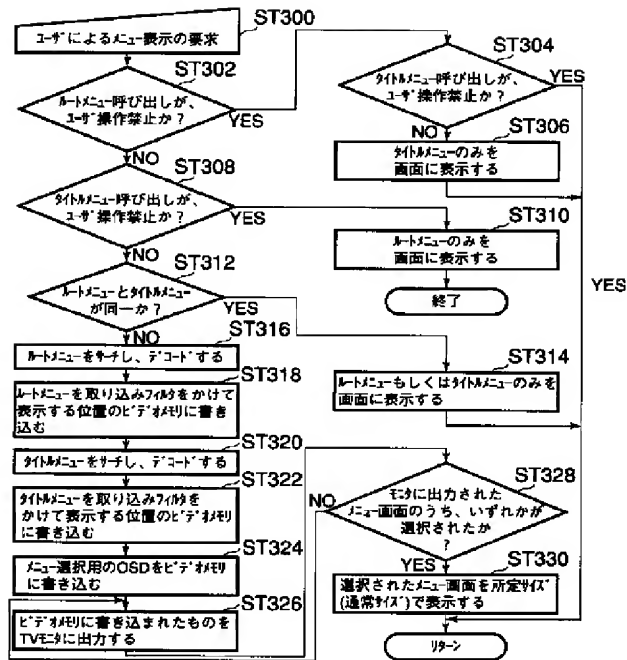 ST300
ﾕｰｻﾞによるメニュー表示の要求
ST302
ﾙｰﾄメニュー呼び出しが、
ﾕｰｻﾞ操作禁止か?
YES
NO
ST304
ﾀｲﾄﾙメニュー呼び出しが、
ﾕｰｻﾞ操作禁止か?
YES
NO
ST306
ﾀｲﾄﾙﾒﾆｭｰのみを
画面に表示する
ST308
ﾀｲﾄﾙメニュー呼び出しが、
ﾕｰｻﾞ操作禁止か?
YES
NO
ST310
ﾙｰﾄﾒﾆｭｰのみを
画面に表示する
終了
YES
ST312
ﾙｰﾄﾒﾆｭｰとﾀｲﾄﾙﾒﾆｭｰ
が同一か?
YES
NO
ST314
ﾙｰﾄﾒﾆｭｰもしくはﾀｲﾄﾙﾒﾆｭｰのみを
画面に表示する
ST316
ﾙｰﾄﾒﾆｭｰをｻｰﾁし、ﾃﾞｺｰﾄﾞする
ST318
ﾙｰﾄﾒﾆｭｰを取り込みﾌｨﾙﾀをかけて
表示する位置のﾋﾞﾃﾞｵﾒﾓﾘに書き
込む
ST320
ﾀｲﾄﾙﾒﾆｭｰをｻｰﾁし、ﾃﾞｺｰﾄﾞする
ST322
ﾀｲﾄﾙﾒﾆｭｰを取り込みﾌｨﾙﾀを
かけて表示する位置のﾋﾞﾃﾞｵﾒﾓﾘ
に書き込む
ST324
メニュー選択用のOSDをﾋﾞﾃﾞｵﾒﾓﾘ
に書き込む
ST326
ﾋﾞﾃﾞｵﾒﾓﾘに書き込まれたものを
TVﾓﾆﾀに出力する
ST328
ﾓﾆﾀに出力された
メニュー画面のうち、いずれかが
選択されたか
?
NO
YES
ST330
選択されたメニュー画面を所定ｻｲｽﾞ
(通常ｻｲｽﾞ)で表示する
ﾘﾀｰﾝ